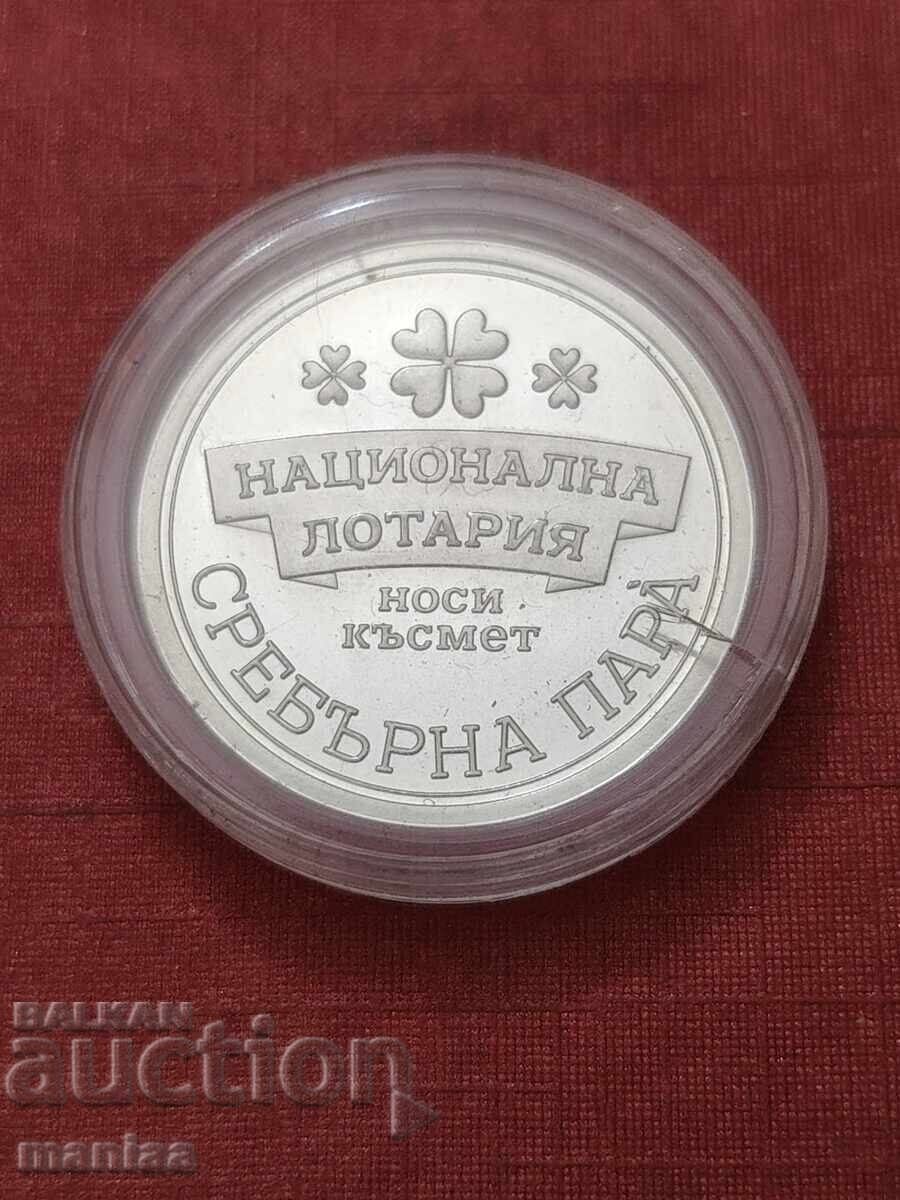 НАЦИОНАЛНА
ЛОТАРИЯ
НОСИ
КЪСМЕТ
СРЕБЪРНА ПАРА
BALKAN
auction
maniaa